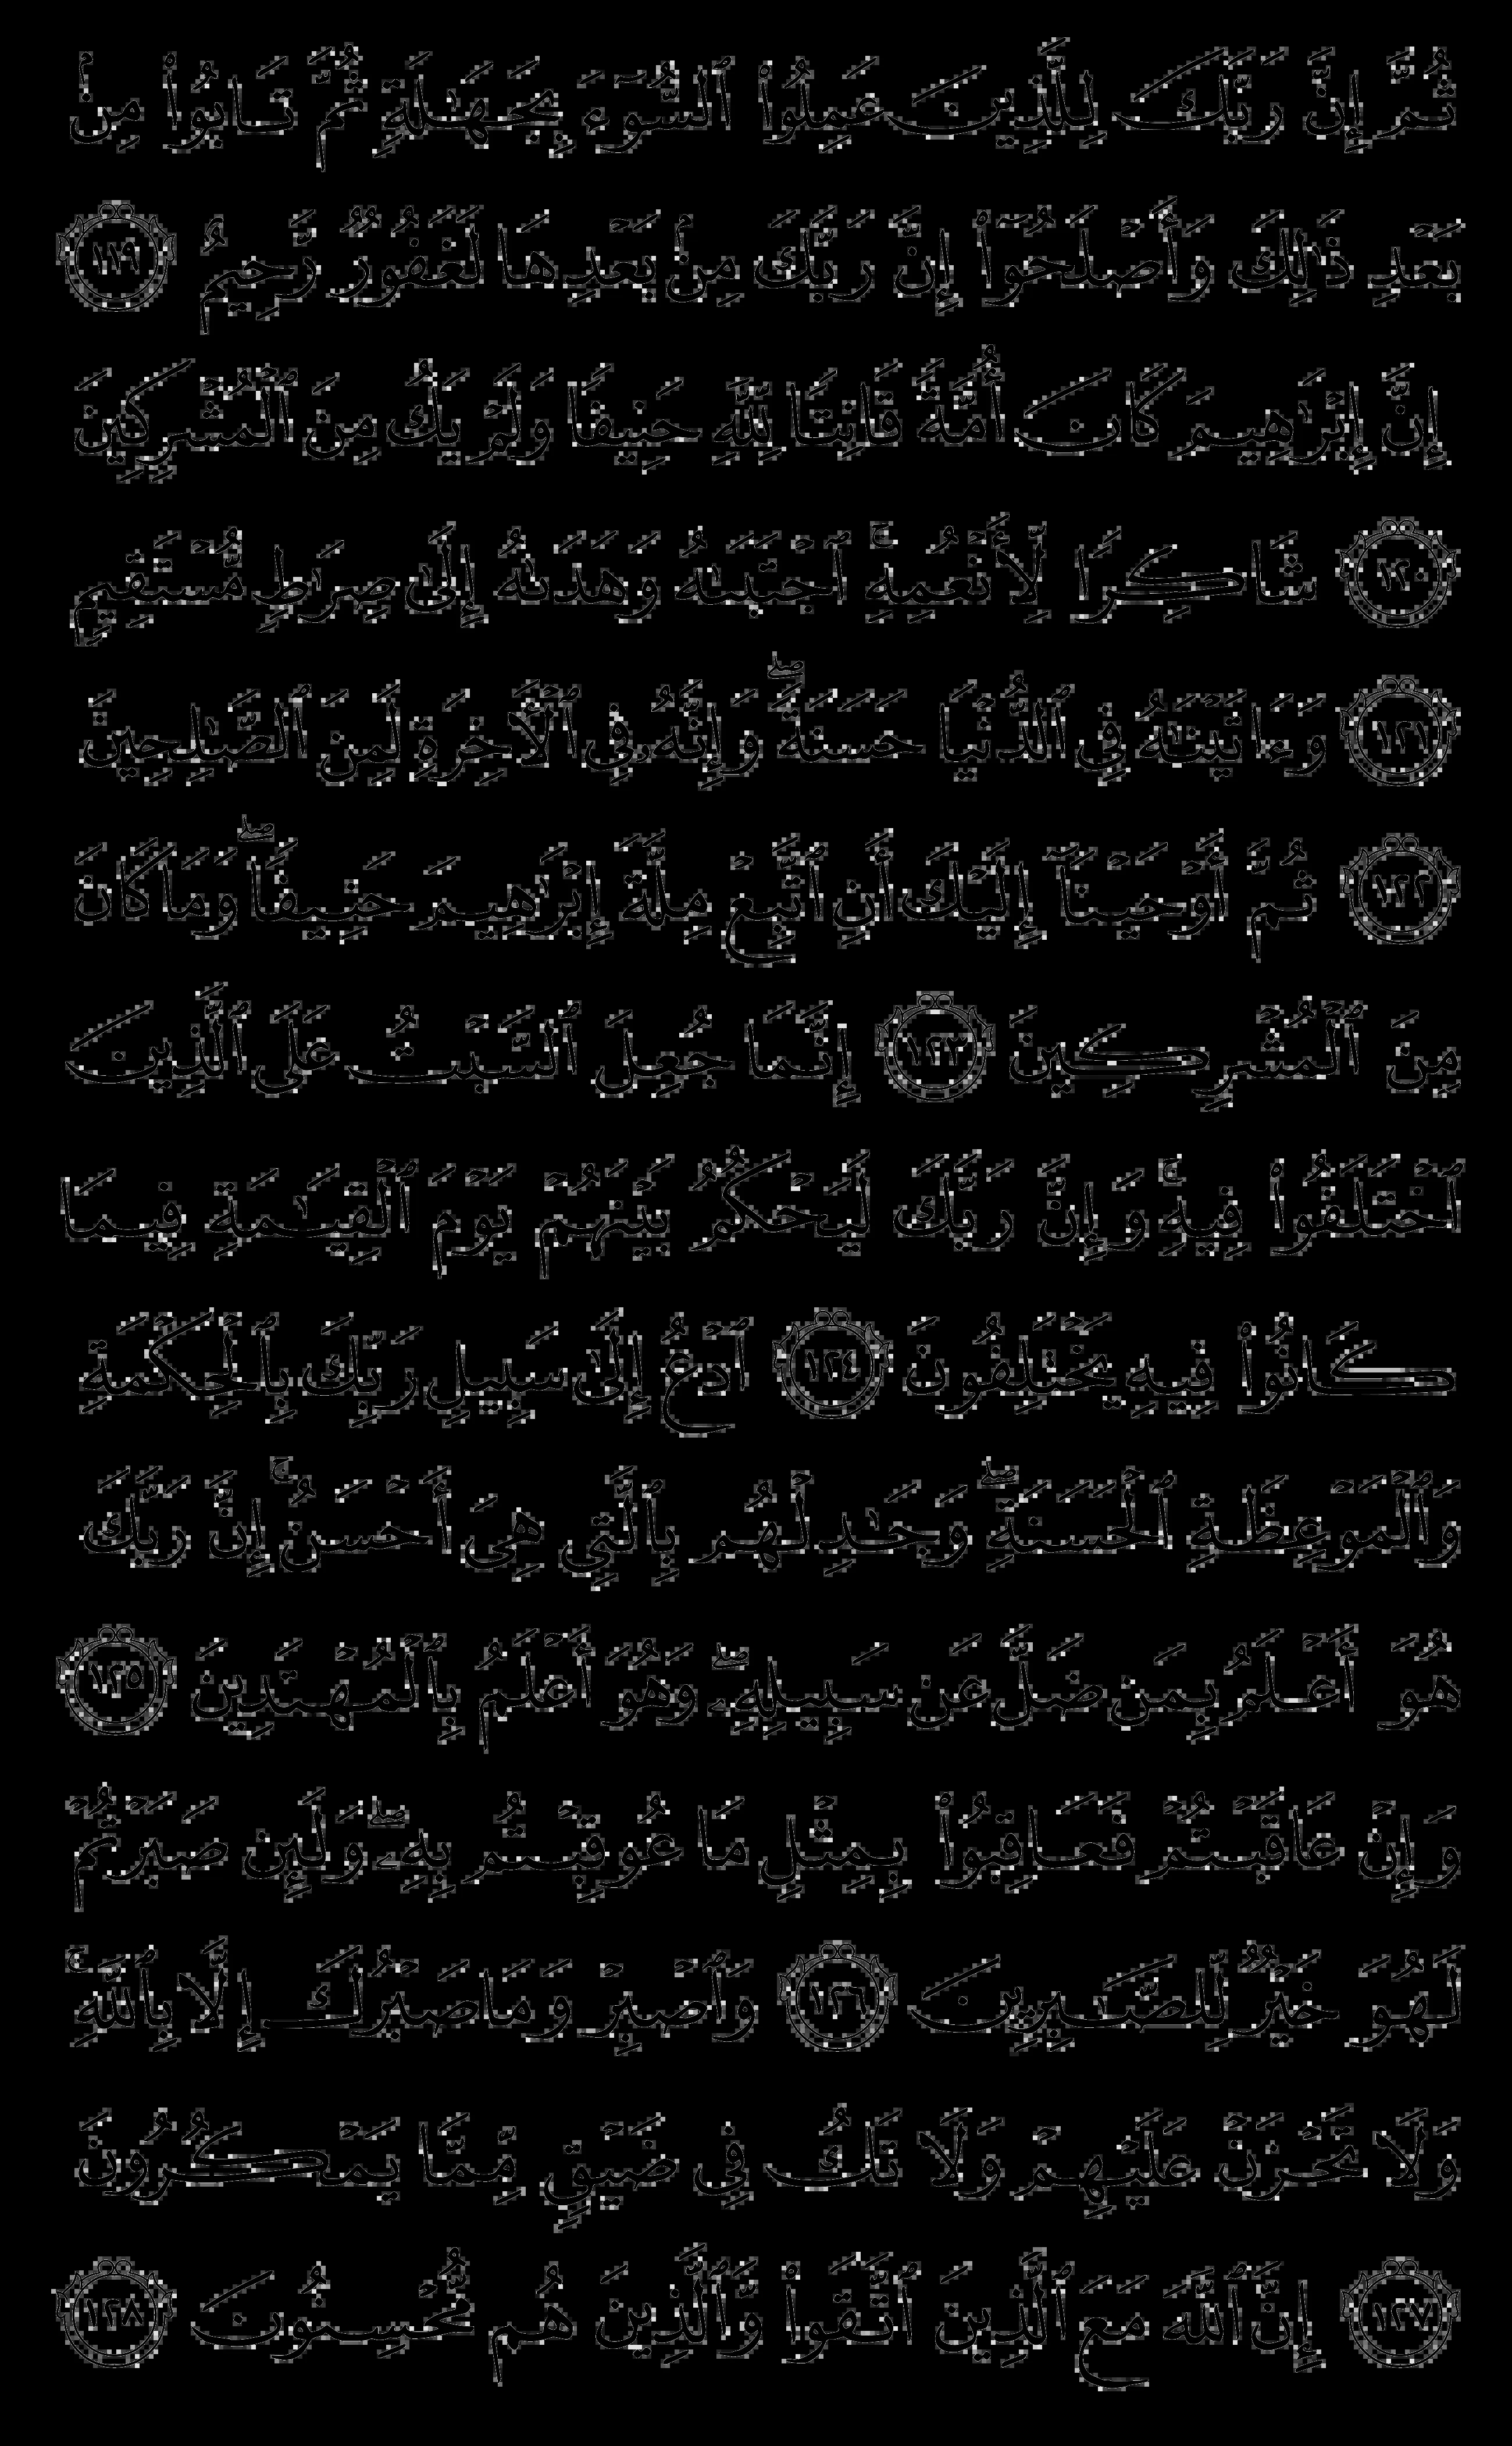 ثُمَّ إِنَّ رَبَّكَ لِلَّذِينَ عَمِلُوا۟ ٱلسُّوٓءَ بِجَهَٰلَةٍ ثُمَّ تَابُوا۟ مِنۢ
بَعْدِ ذَٰلِكَ وَأَصْلَحُوٓا۟ إِنَّ رَبَّكَ مِنۢ بَعْدِهَا لَغَفُورٌ رَّحِيمٌ ١١٩
إِنَّ إِبْرَٰهِيمَ كَانَ أُمَّةً قَانِتًا لِّلَّهِ حَنِيفًا وَلَمْ يَكُ مِنَ ٱلْمُشْرِكِينَ
١٢٠ شَاكِرًا لِّأَنْعُمِهِ ۚ ٱجْتَبَىٰهُ وَهَدَىٰهُ إِلَىٰ صِرَٰطٍ مُّسْتَقِيمٍ
١٢١ وَءَاتَيْنَٰهُ فِي ٱلدُّنْيَا حَسَنَةً ۖ وَإِنَّهُۥ فِي ٱلْءَاخِرَةِ لَمِنَ ٱلصَّٰلِحِينَ
١٢٢ ثُمَّ أَوْحَيْنَآ إِلَيْكَ أَنِ ٱتَّبِعْ مِلَّةَ إِبْرَٰهِيمَ حَنِيفًا ۖ وَمَا كَانَ
مِنَ ٱلْمُشْرِكِينَ ١٢٣ إِنَّمَا جُعِلَ ٱلسَّبْتُ عَلَى ٱلَّذِينَ
ٱخْتَلَفُوا۟ فِيهِ ۚ وَإِنَّ رَبَّكَ لَيَحْكُمُ بَيْنَهُمْ يَوْمَ ٱلْقِيَٰمَةِ فِيمَا
كَانُوا۟ فِيهِ يَخْتَلِفُونَ ١٢٤ ٱدْعُ إِلَىٰ سَبِيلِ رَبِّكَ بِٱلْحِكْمَةِ
وَٱلْمَوْعِظَةِ ٱلْحَسَنَةِ ۖ وَجَٰدِلْهُم بِٱلَّتِي هِيَ أَحْسَنُ ۚ إِنَّ رَبَّكَ
هُوَ أَعْلَمُ بِمَن ضَلَّ عَن سَبِيلِهِۦ ۖ وَهُوَ أَعْلَمُ بِٱلْمُهْتَدِينَ ١٢٥
وَإِنْ عَاقَبْتُمْ فَعَاقِبُوا۟ بِمِثْلِ مَا عُوقِبْتُم بِهِۦ ۖ وَلَئِن صَبَرْتُمْ
لَهُوَ خَيْرٌ لِّلصَّٰبِرِينَ ١٢٦ وَٱصْبِرْ وَمَا صَبْرُكَ إِلَّا بِٱللَّهِ ۚ
وَلَا تَحْزَنْ عَلَيْهِمْ وَلَا تَكُ فِي ضَيْقٍ مِّمَّا يَمْكُرُونَ
١٢٧ إِنَّ ٱللَّهَ مَعَ ٱلَّذِينَ ٱتَّقَوا۟ وَّٱلَّذِينَ هُم مُّحْسِنُونَ ١٢٨